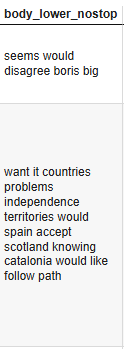 body_lower_nostop
seems would
disagree boris big
want it countries
problems
independence
territories would
spain accept
scotland knowing
catalonia would like
follow path